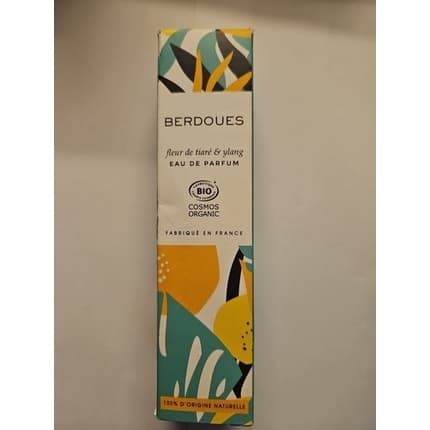 BERDOUES
fleur de tiaré & ylang
EAU DE PARFUM
BIO
COSMOS
ORGANIC
FABRIQUÉ EN FRANCE
100% D'ORIGINE NATURELLE